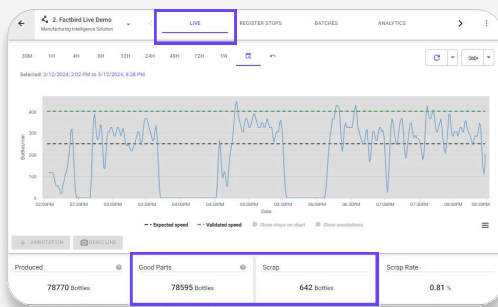 2. Factbird Live Demo
Manufacturing Intelligence Solution
LIVE
REGISTER STOPS
BATCHES
ANALYTICS
30M 1H 4H 8H 12H 24H 48H 72H 1W
Selected: 3/12/2024, 2:02 PM to 3/12/2024, 8:28 PM
Bottles/min
400
300
200
100
0
02:00PM 02:30PM 03:00PM 03:30PM 04:00PM 04:30PM 05:00PM 05:30PM 06:00PM 06:30PM 07:00PM 07:30PM 08:00PM 08:30PM
Date
Expected speed Validated speed Show stops on chart Show annotations
+ ANNOTATION
Produced
78770 Bottles
Good Parts
78595 Bottles
Scrap
642 Bottles
Scrap Rate
0.81 %